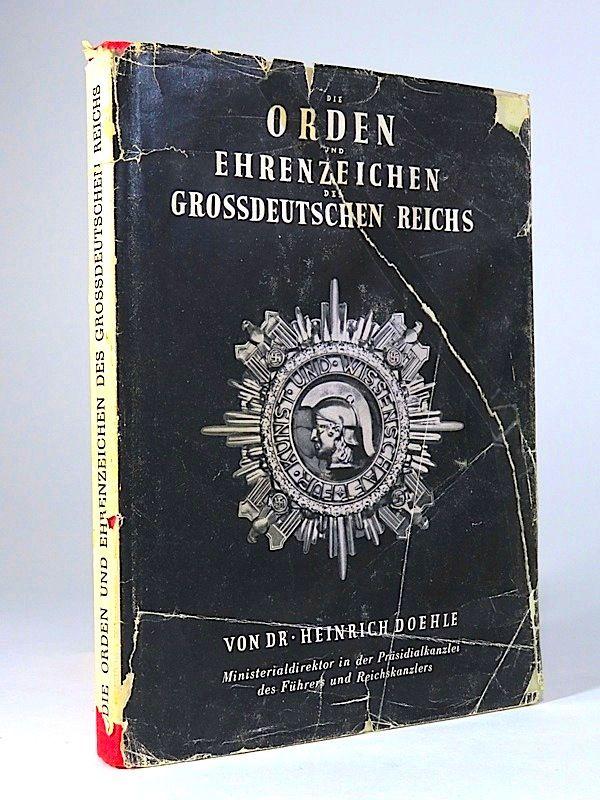 DIE
ORDEN
UND
EHRENZEICHEN
DES
GROSSDEUTSCHEN REICHS
FÜR · KUNST · UND · WISSENSCHAFT
VON DR · HEINRICH DOEHLE
Ministerialdirektor in der Präsidialkanzlei
des Führers und Reichskanzlers
DIE ORDEN UND EHRENZEICHEN DES GROSSDEUTSCHEN REICHS